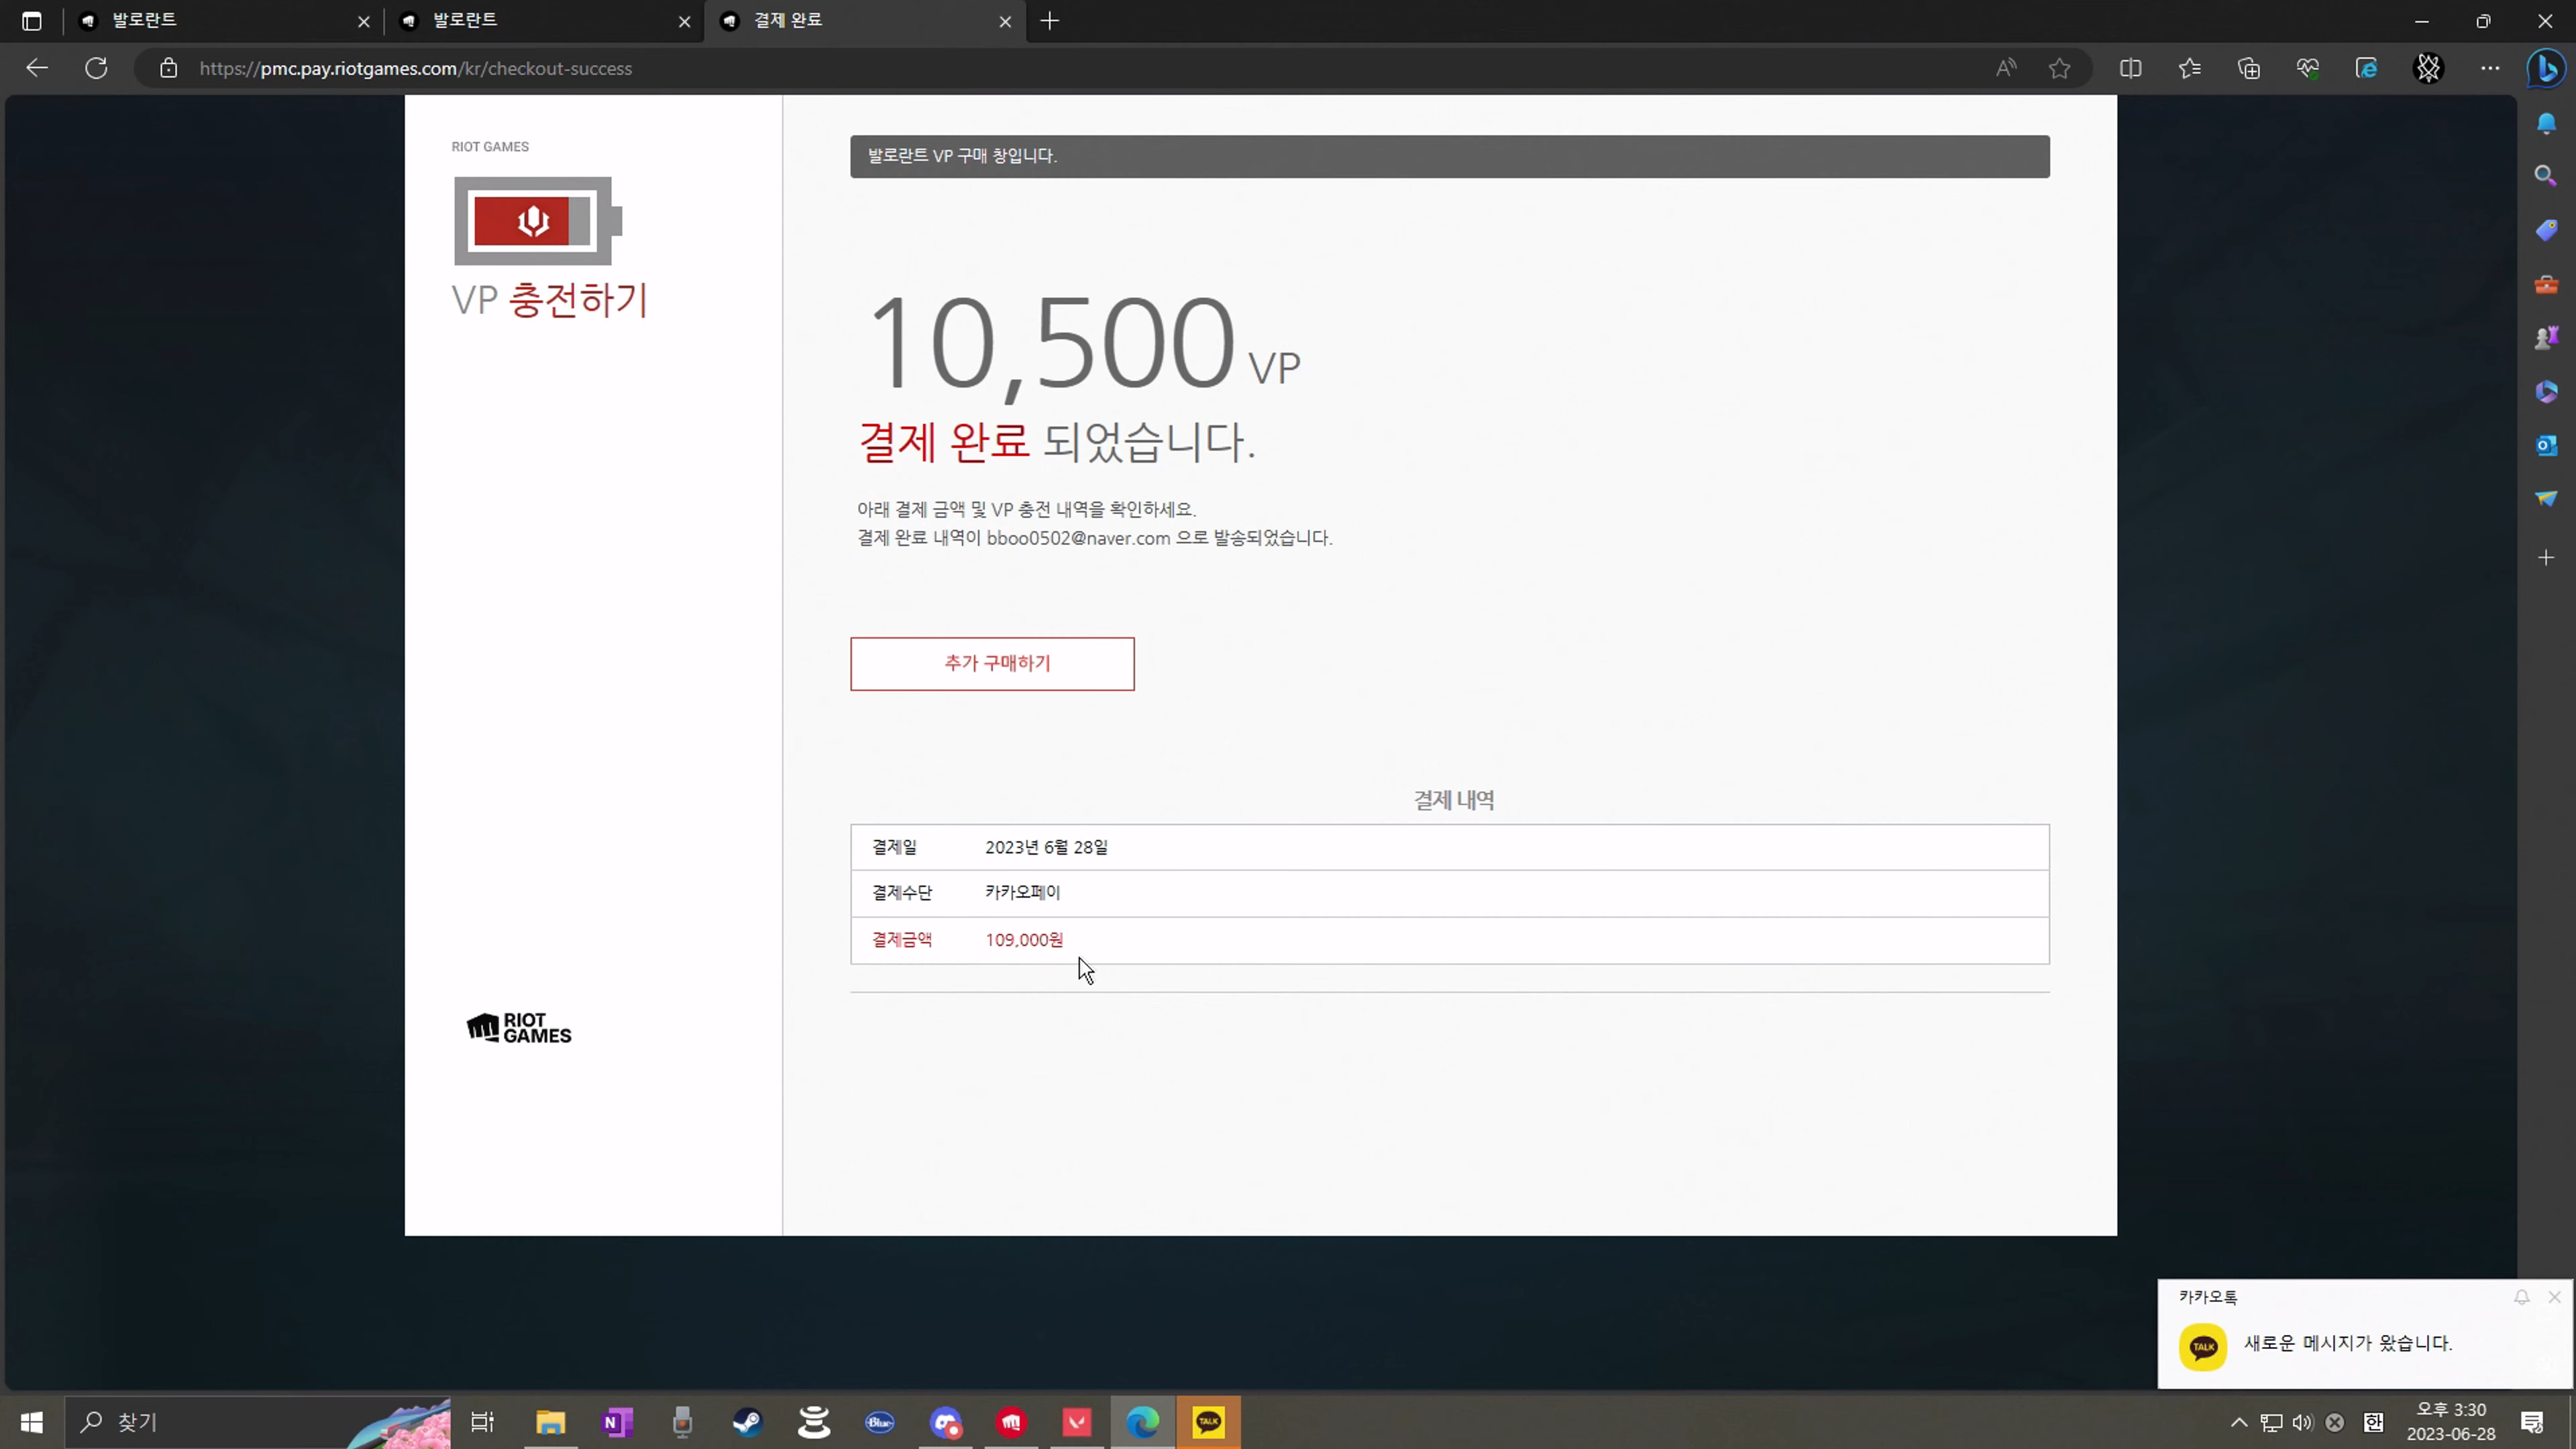 발로란트
발로란트
결제 완료
https://pmc.pay.riotgames.com/kr/checkout-success
RIOT GAMES
VP 충전하기
발로란트 VP 구매 창입니다.
10,500 VP
결제 완료 되었습니다.
아래 결제 금액 및 VP 충전 내역을 확인하세요.
결제 완료 내역이 bboo0502@naver.com 으로 발송되었습니다.
추가 구매하기
결제 내역
결제일 2023년 6월 28일
결제수단 카카오페이
결제금액 109,000원
RIOT
GAMES
카카오톡
TALK
새로운 메시지가 왔습니다.
찾기
N
Blue
TALK
한
오후 3:30
2023-06-28